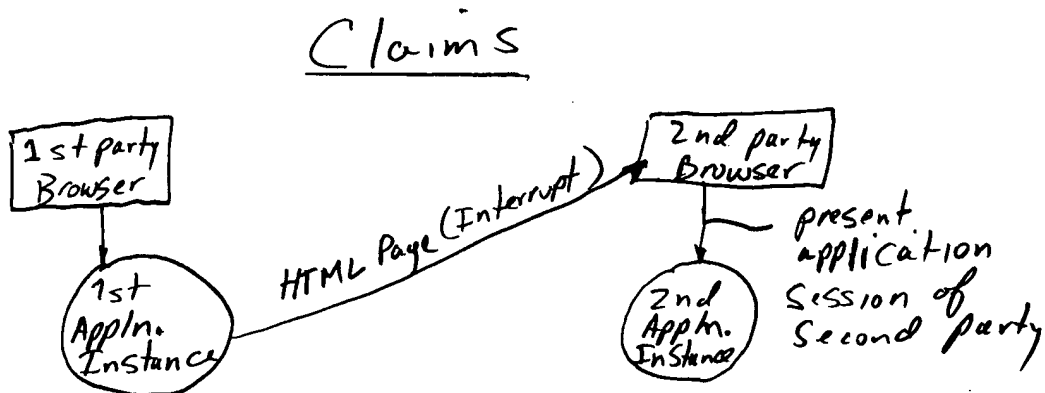 Claims
1st party
Browser
1st
Appln.
Instance
HTML Page (Interrupt)
2nd party
Browser
present
application
session of
second party
2nd
Appln.
Instance